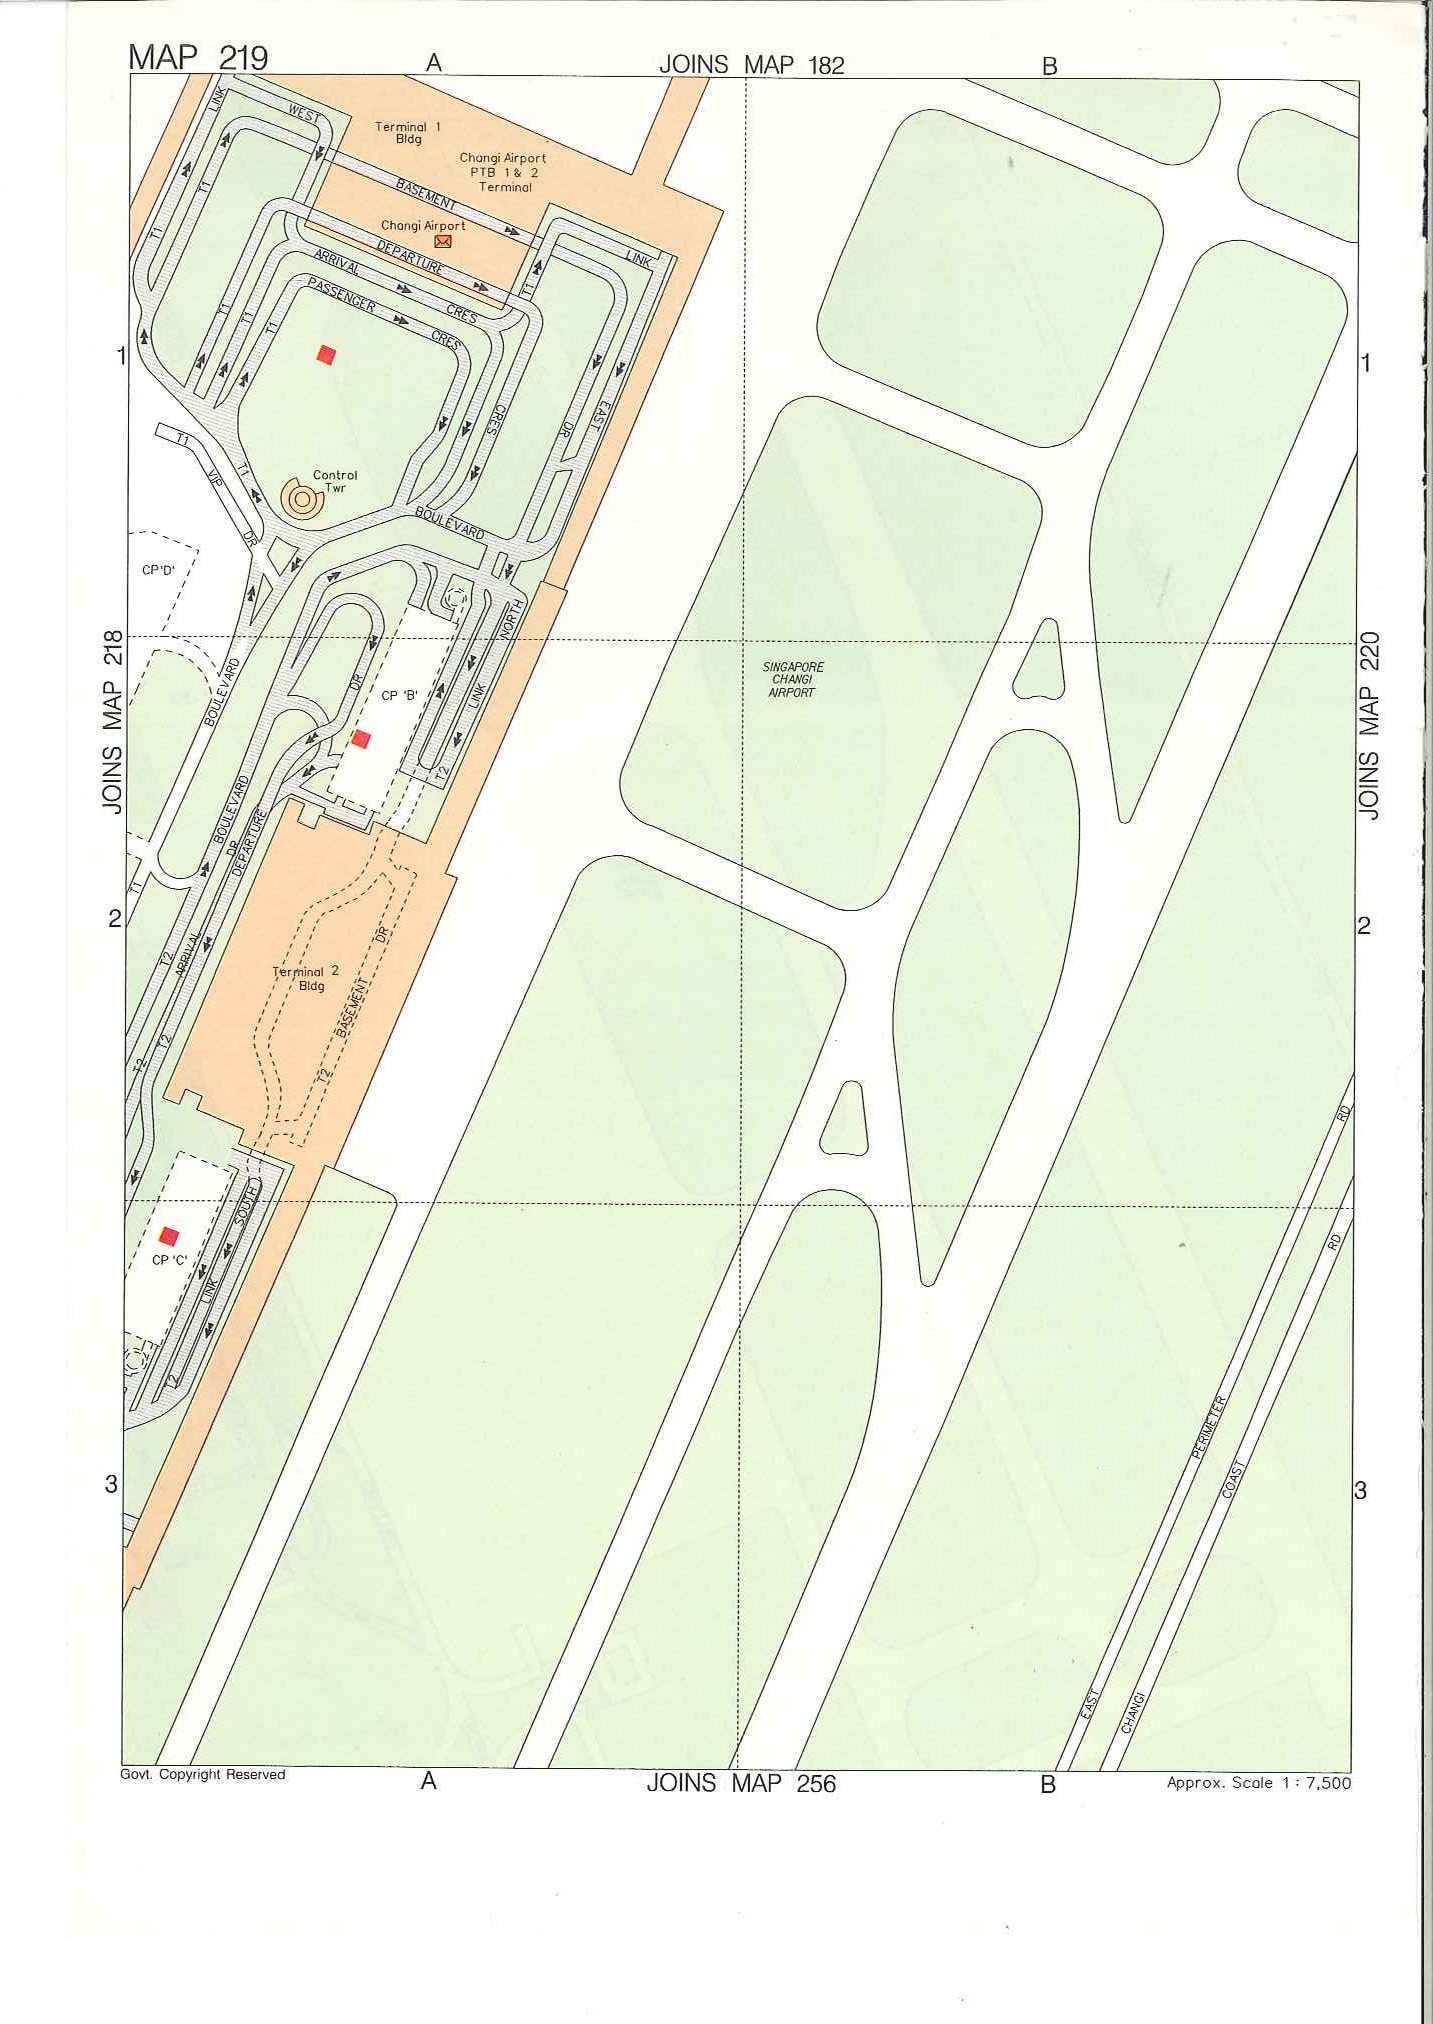 MAP 219
A
JOINS MAP 182
B
LINK
WEST
Terminal 1
Bldg
Changi Airport
PTB 1 & 2
Terminal
T1
BASEMENT
Changi Airport
T1
DEPARTURE
LINK
ARRIVAL
T1
PASSENGER
CRES
T1
T1
T1
CRES
1
1
CRES
DR
EAST
T1
T1
VIP
Control
Twr
BOULEVARD
DR
CP 'D'
NORTH
JOINS MAP 218
JOINS MAP 220
SINGAPORE
CHANGI
AIRPORT
BOULEVARD
DR
CP 'B'
LINK
T2
BOULEVARD
DR
DEPARTURE
T1
2
2
DR
T2
ARRIVAL
Terminal 2
Bldg
BASEMENT
T2
T2
T2
RD
SOUTH
RD
CP 'C'
LINK
T2
PERIMETER
COAST
3
3
EAST
CHANGI
Govt. Copyright Reserved
A
JOINS MAP 256
B
Approx. Scale 1 : 7,500